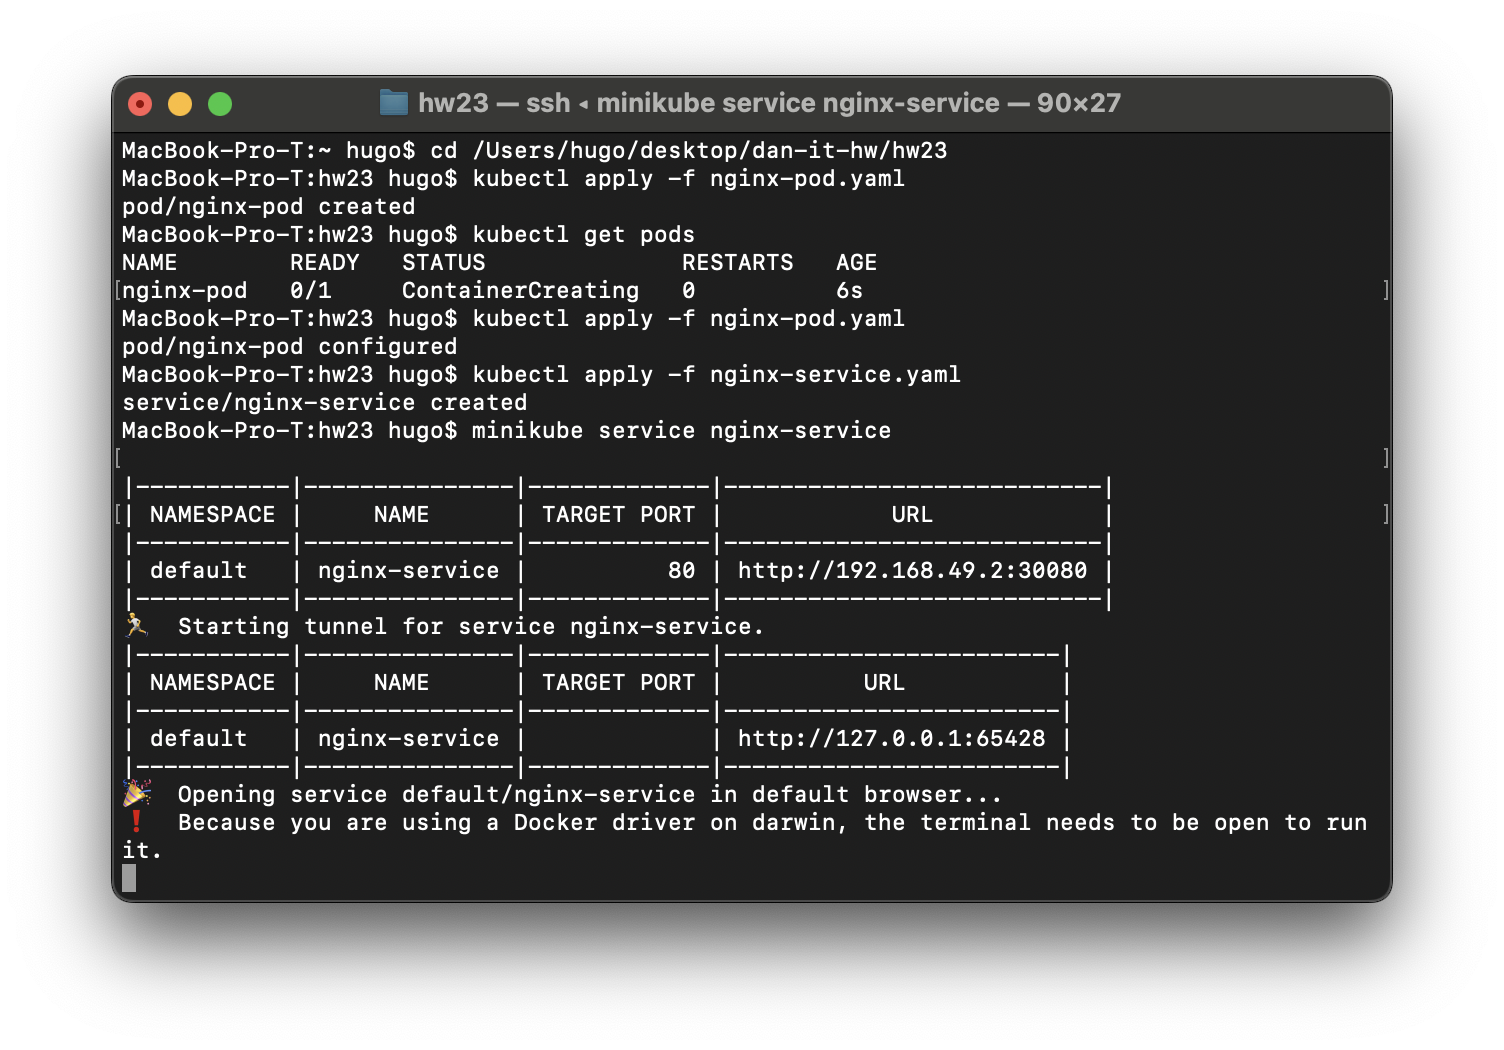 hw23 — ssh ◂ minikube service nginx-service — 90×27
MacBook-Pro-T:~ hugo$ cd /Users/hugo/desktop/dan-it-hw/hw23
MacBook-Pro-T:hw23 hugo$ kubectl apply -f nginx-pod.yaml
pod/nginx-pod created
MacBook-Pro-T:hw23 hugo$ kubectl get pods
NAME        READY   STATUS              RESTARTS   AGE
[nginx-pod   0/1     ContainerCreating   0          6s ]
MacBook-Pro-T:hw23 hugo$ kubectl apply -f nginx-pod.yaml
pod/nginx-pod configured
MacBook-Pro-T:hw23 hugo$ kubectl apply -f nginx-service.yaml
service/nginx-service created
MacBook-Pro-T:hw23 hugo$ minikube service nginx-service
[ ]
|-----------|---------------|-------------|---------------------------|
[| NAMESPACE |     NAME      | TARGET PORT |            URL            | ]
|-----------|---------------|-------------|---------------------------|
| default   | nginx-service |          80 | http://192.168.49.2:30080 |
|-----------|---------------|-------------|---------------------------|
🏃  Starting tunnel for service nginx-service.
|-----------|---------------|-------------|------------------------|
| NAMESPACE |     NAME      | TARGET PORT |          URL           |
|-----------|---------------|-------------|------------------------|
| default   | nginx-service |             | http://127.0.0.1:65428 |
|-----------|---------------|-------------|------------------------|
🎉  Opening service default/nginx-service in default browser...
❗  Because you are using a Docker driver on darwin, the terminal needs to be open to run
it.